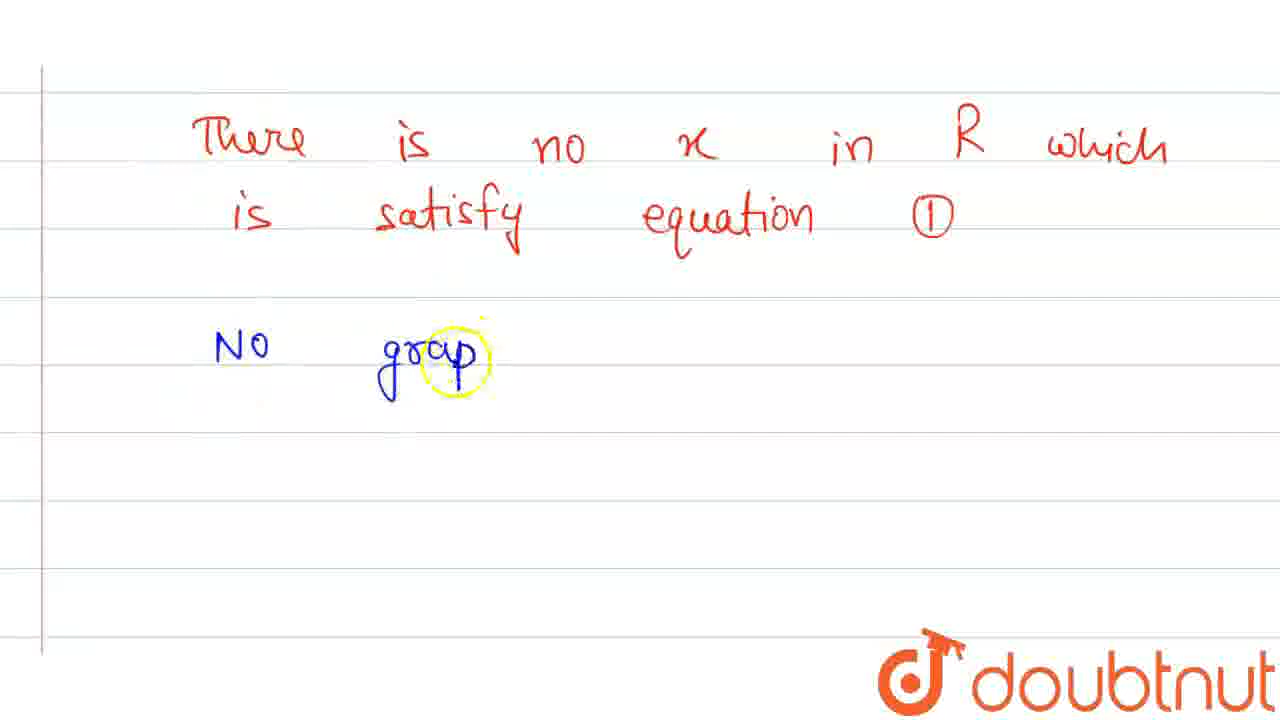 There is no x in R which
is satisfy equation ①
NO grap
doubtnut